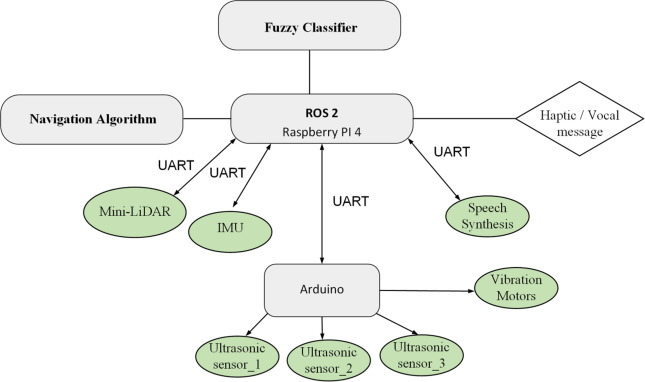 Fuzzy Classifier
Navigation Algorithm
ROS 2
Raspberry PI 4
Haptic / Vocal
message
UART
UART
UART
Mini-LiDAR
IMU
UART
Speech
Synthesis
Arduino
Vibration
Motors
Ultrasonic
sensor_1
Ultrasonic
sensor_2
Ultrasonic
sensor_3